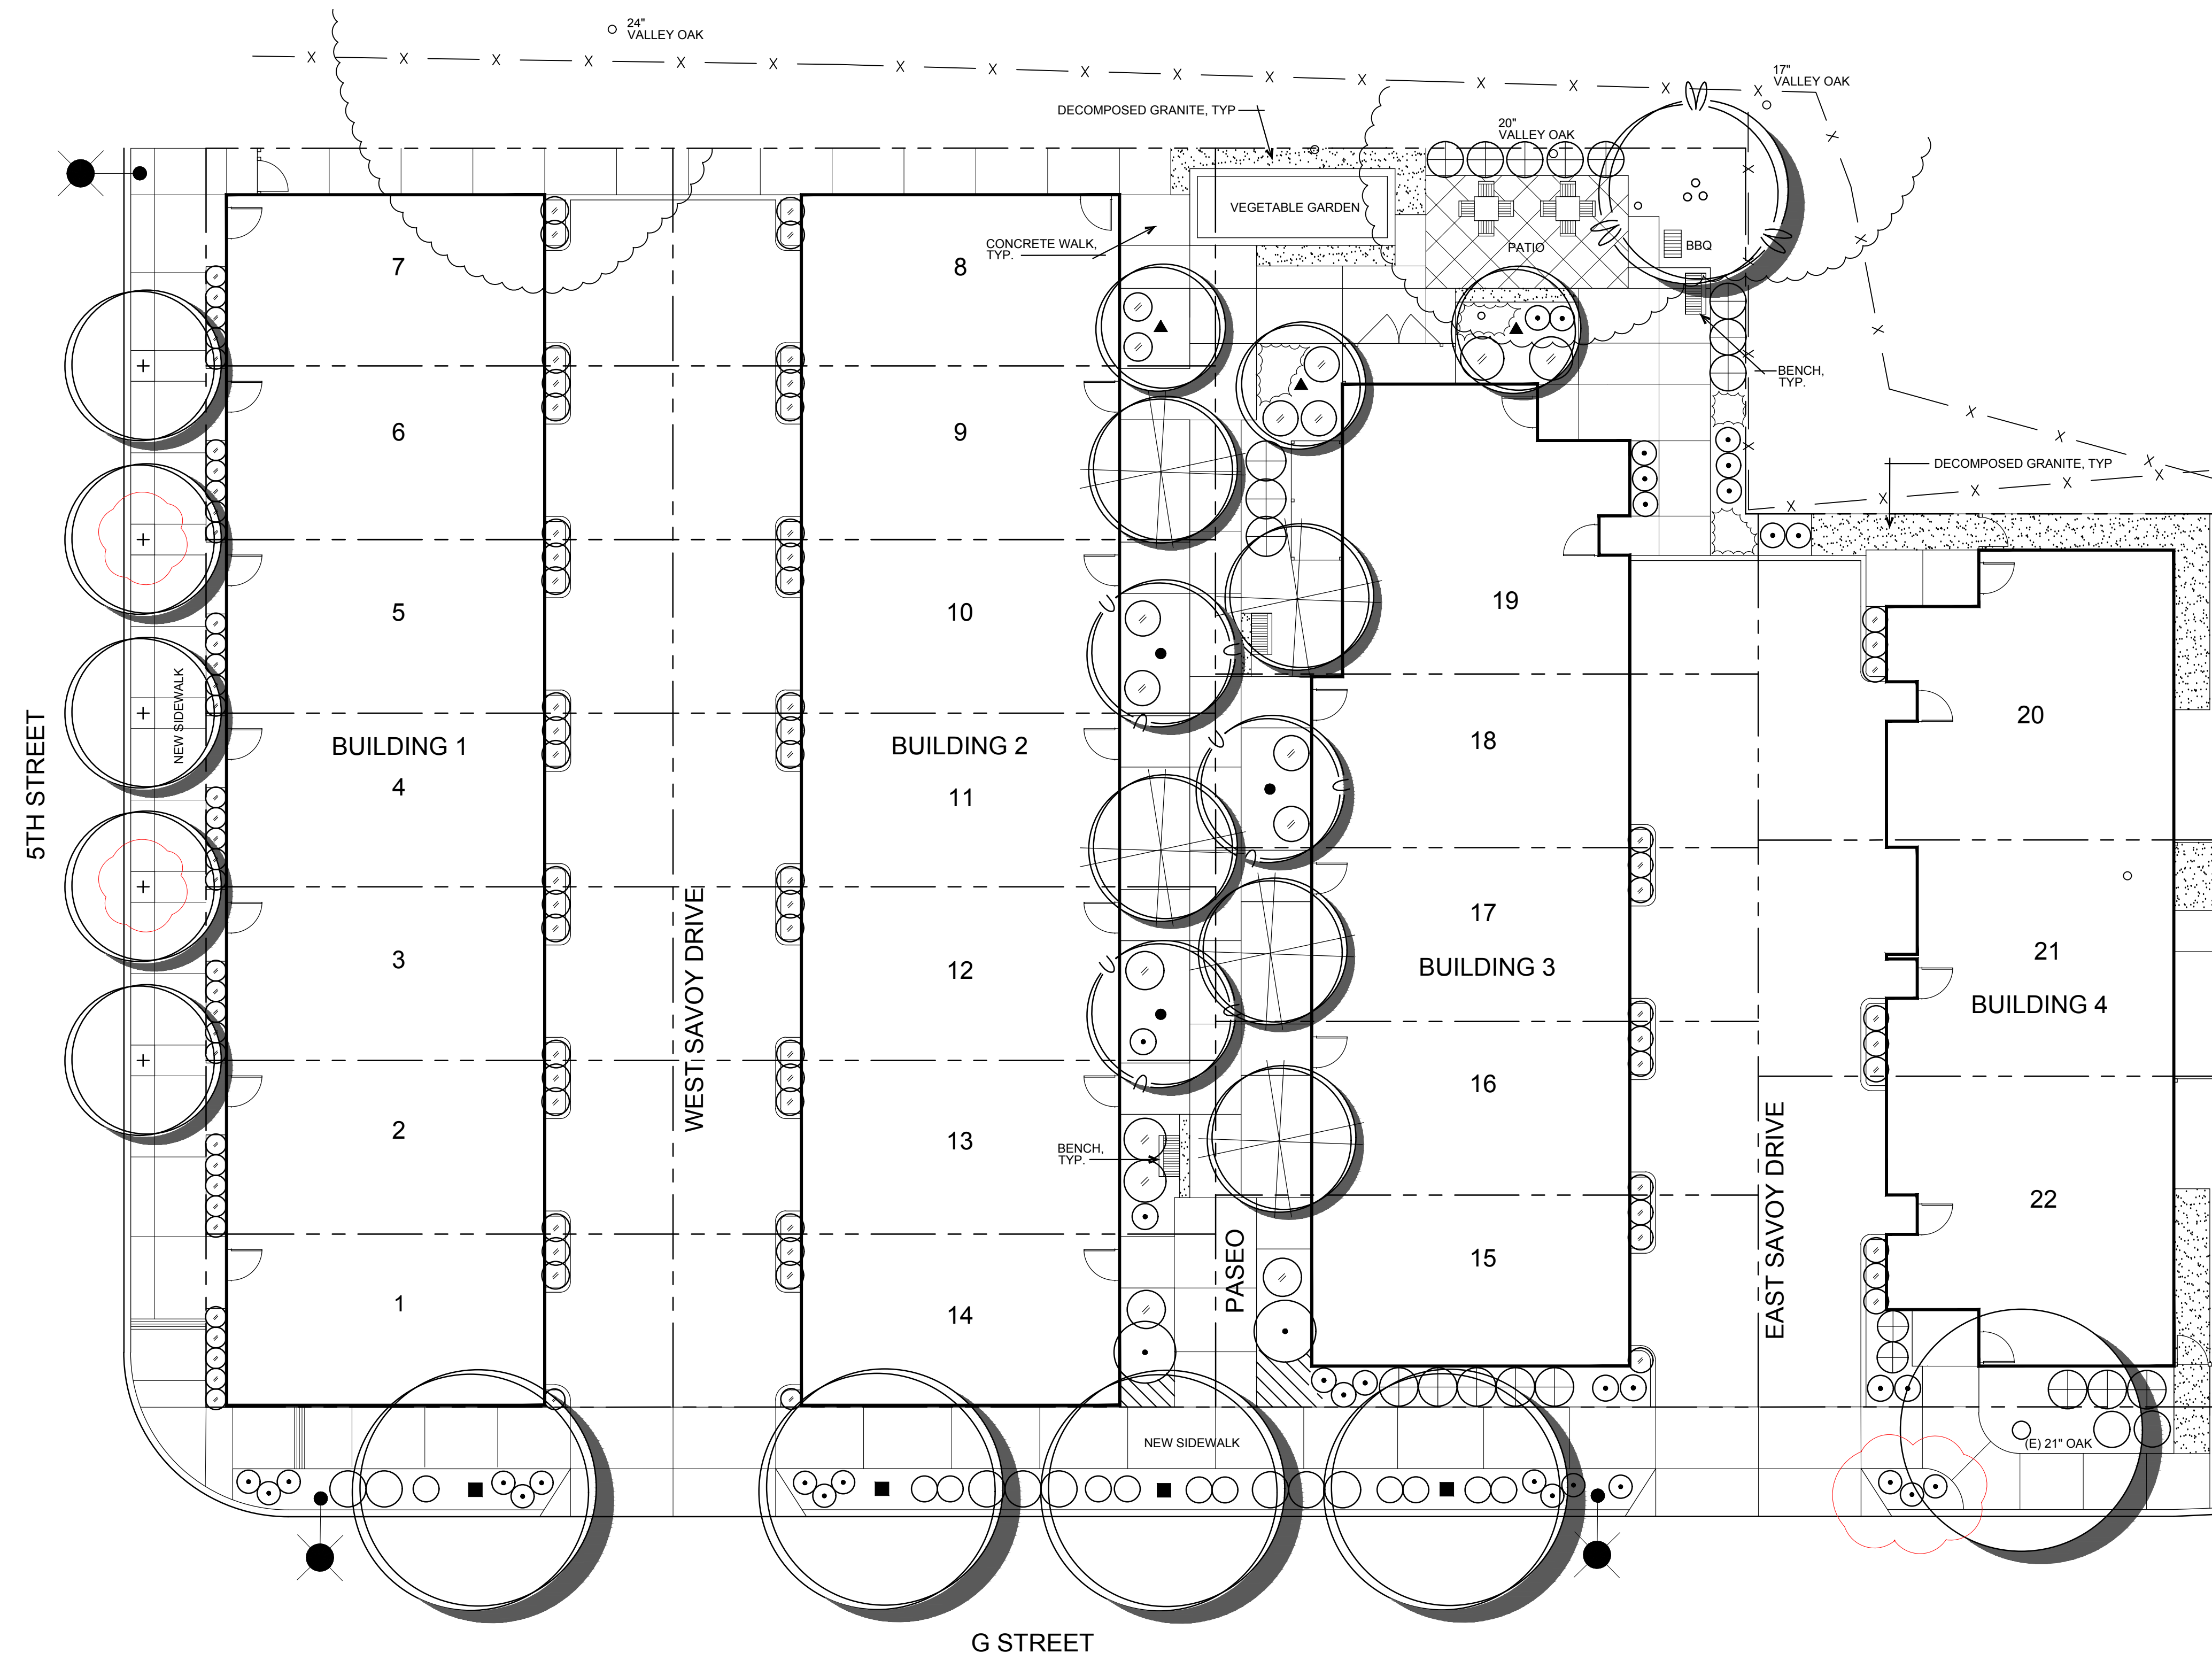 24"
VALLEY OAK
17"
VALLEY OAK
DECOMPOSED GRANITE, TYP
20"
VALLEY OAK
VEGETABLE GARDEN
CONCRETE WALK,
TYP.
PATIO
BBQ
7
8
BENCH,
TYP.
6
9
DECOMPOSED GRANITE, TYP
5
10
19
NEW SIDEWALK
5TH STREET
BUILDING 1
BUILDING 2
18
20
4
11
3
12
WEST SAVOY DRIVE
17
BUILDING 3
21
BUILDING 4
2
13
16
BENCH,
TYP.
EAST SAVOY DRIVE
22
PASEO
1
14
15
NEW SIDEWALK
(E) 21" OAK
G STREET